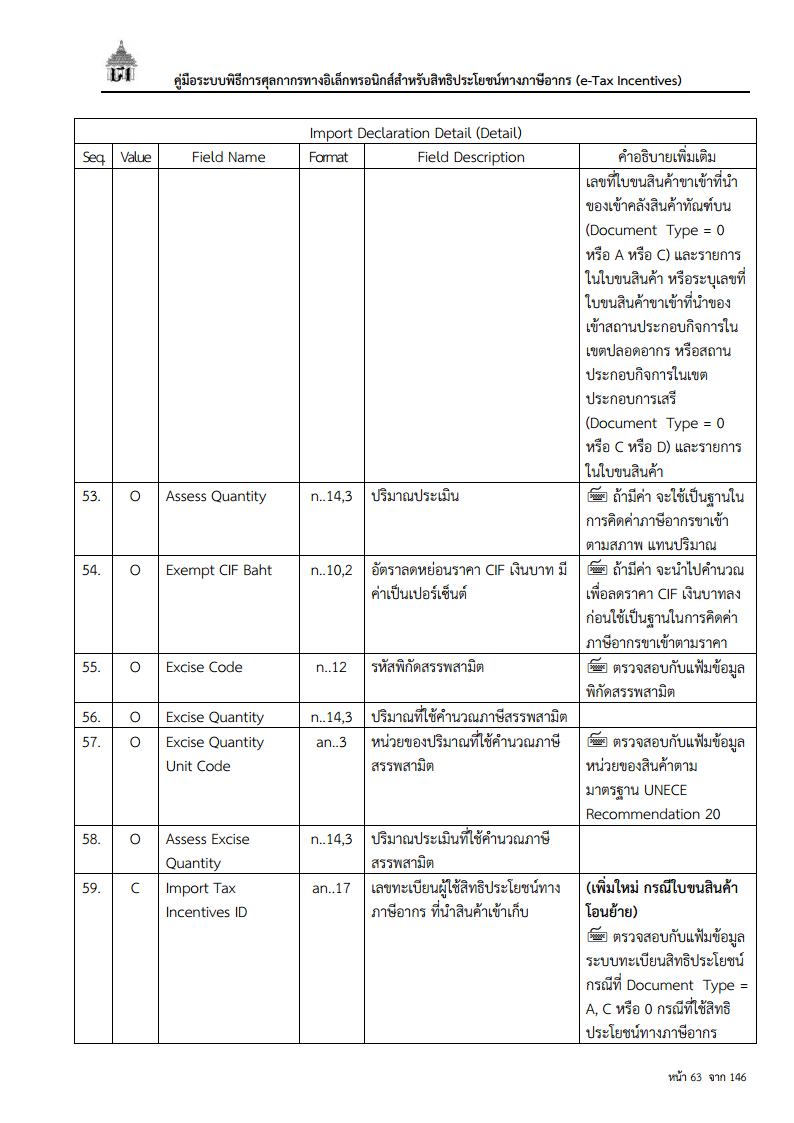 คู่มือระบบพิธีการศุลกากรทางอิเล็กทรอนิกส์สำหรับสิทธิประโยชน์ทางภาษีอากร (e-Tax Incentives)
Import Declaration Detail (Detail)
Seq. Value Field Name Format Field Description คำอธิบายเพิ่มเติม
เลขที่ใบขนสินค้าขาเข้าที่นำ
ของเข้าคลังสินค้าทัณฑ์บน
(Document Type = 0
หรือ A หรือ C) และรายการ
ในใบขนสินค้า หรือระบุเลขที่
ใบขนสินค้าขาเข้าที่นำของ
เข้าสถานประกอบกิจการใน
เขตปลอดอากร หรือสถาน
ประกอบกิจการในเขต
ประกอบการเสรี
(Document Type = 0
หรือ C หรือ D) และรายการ
ในใบขนสินค้า
53. O Assess Quantity n..14,3 ปริมาณประเมิน ถ้ามีค่า จะใช้เป็นฐานใน
การคิดค่าภาษีอากรขาเข้า
ตามสภาพ แทนปริมาณ
54. O Exempt CIF Baht n..10,2 อัตราลดหย่อนราคา CIF เงินบาท มี ถ้ามีค่า จะนำไปคำนวณ
ค่าเป็นเปอร์เซ็นต์ เพื่อลดราคา CIF เงินบาทลง
ก่อนใช้เป็นฐานในการคิดค่า
ภาษีอากรขาเข้าตามราคา
55. O Excise Code n..12 รหัสพิกัดสรรพสามิต ตรวจสอบกับแฟ้มข้อมูล
พิกัดสรรพสามิต
56. O Excise Quantity n..14,3 ปริมาณที่ใช้คำนวณภาษีสรรพสามิต
57. O Excise Quantity an..3 หน่วยของปริมาณที่ใช้คำนวณภาษี ตรวจสอบกับแฟ้มข้อมูล
Unit Code สรรพสามิต หน่วยของสินค้าตาม
มาตรฐาน UNECE
Recommendation 20
58. O Assess Excise n..14,3 ปริมาณประเมินที่ใช้คำนวณภาษี
Quantity สรรพสามิต
59. C Import Tax an..17 เลขทะเบียนผู้ใช้สิทธิประโยชน์ทาง (เพิ่มใหม่ กรณีใบขนสินค้า
Incentives ID ภาษีอากร ที่นำสินค้าเข้าเก็บ โอนย้าย)
ตรวจสอบกับแฟ้มข้อมูล
ระบบทะเบียนสิทธิประโยชน์
กรณีที่ Document Type =
A, C หรือ 0 กรณีที่ใช้สิทธิ
ประโยชน์ทางภาษีอากร
หน้า 63 จาก 146